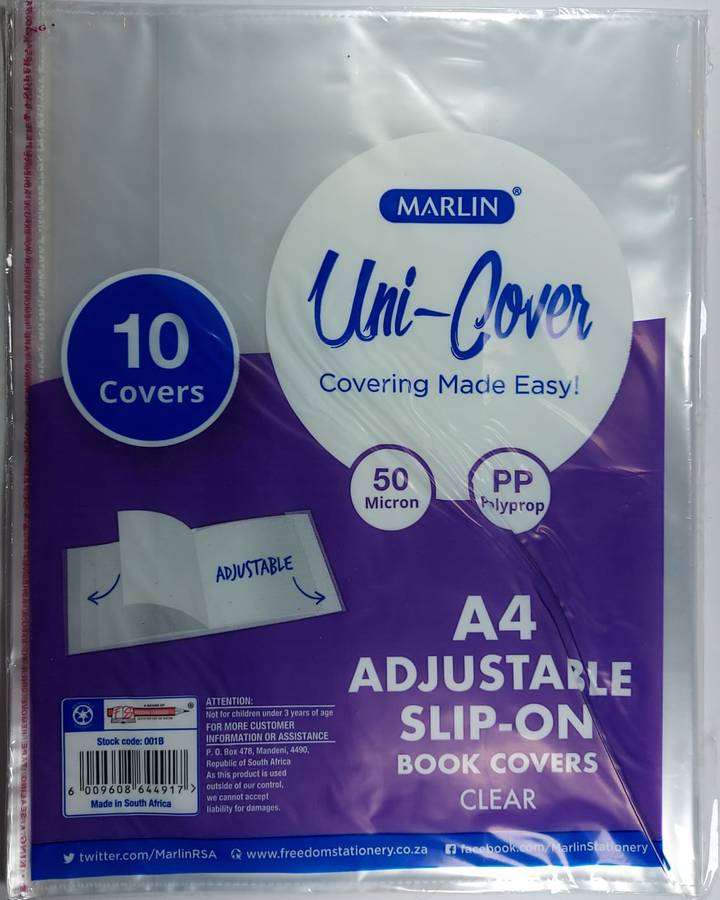 MARLIN®
Uni-Cover
Covering Made Easy!
10
Covers
50
Micron
PP
Polyprop
ADJUSTABLE
A4
ADJUSTABLE
SLIP-ON
BOOK COVERS
CLEAR
Stock code: 001B
6 009608 644917 >
Made in South Africa
ATTENTION:
Not for children under 3 years of age
FOR MORE CUSTOMER
INFORMATION OR ASSISTANCE
P. O. Box 478, Mandeni, 4490,
Republic of South Africa
As this product is used
outside of our control,
we cannot accept
liability for damages.
twitter.com/MarlinRSA
www.freedomstationery.co.za
facebook.com/MarlinStationery